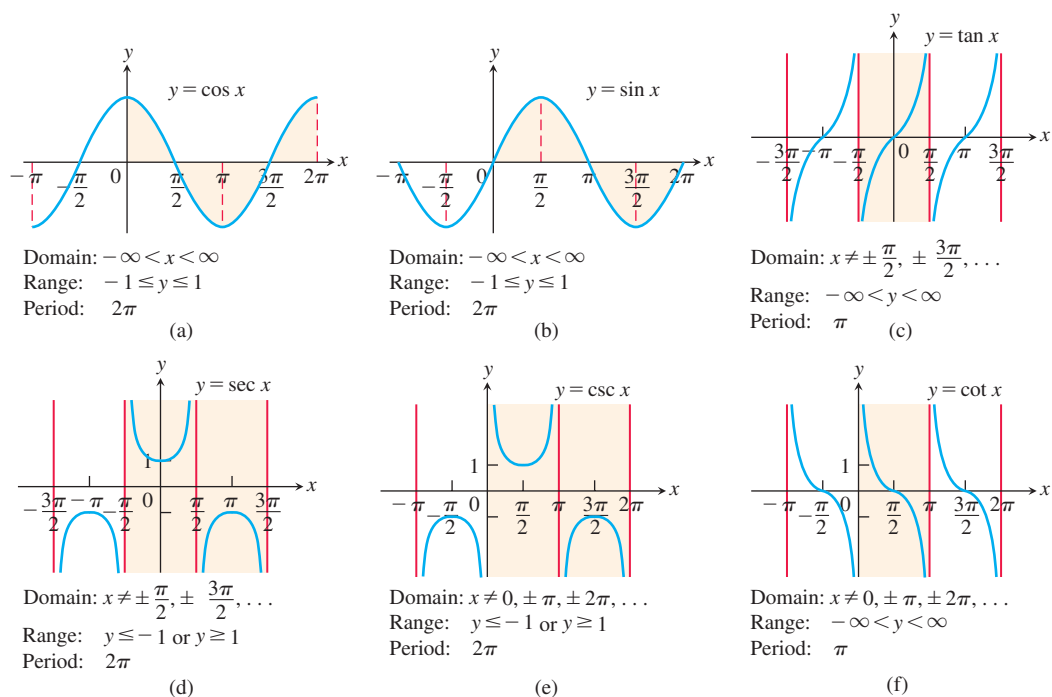 y
y = cos x
x
−π
−π/2
0
π/2
π
3π/2
2π
Domain: −∞ < x < ∞
Range: −1 ≤ y ≤ 1
Period: 2π
(a)
y
y = sin x
x
−π
−π/2
0
π/2
π
3π/2
2π
Domain: −∞ < x < ∞
Range: −1 ≤ y ≤ 1
Period: 2π
(b)
y
y = tan x
x
−3π/2
−π
−π/2
0
π/2
π
3π/2
Domain: x ≠ ± π/2, ± 3π/2, . . .
Range: −∞ < y < ∞
Period: π
(c)
y
y = sec x
1
x
−3π/2
−π
−π/2
0
π/2
π
3π/2
Domain: x ≠ ± π/2, ± 3π/2, . . .
Range: y ≤ −1 or y ≥ 1
Period: 2π
(d)
y
y = csc x
1
x
−π
−π/2
0
π/2
π
3π/2
2π
Domain: x ≠ 0, ± π, ± 2π, . . .
Range: y ≤ −1 or y ≥ 1
Period: 2π
(e)
y
y = cot x
1
x
−π
−π/2
0
π/2
π
3π/2
2π
Domain: x ≠ 0, ± π, ± 2π, . . .
Range: −∞ < y < ∞
Period: π
(f)